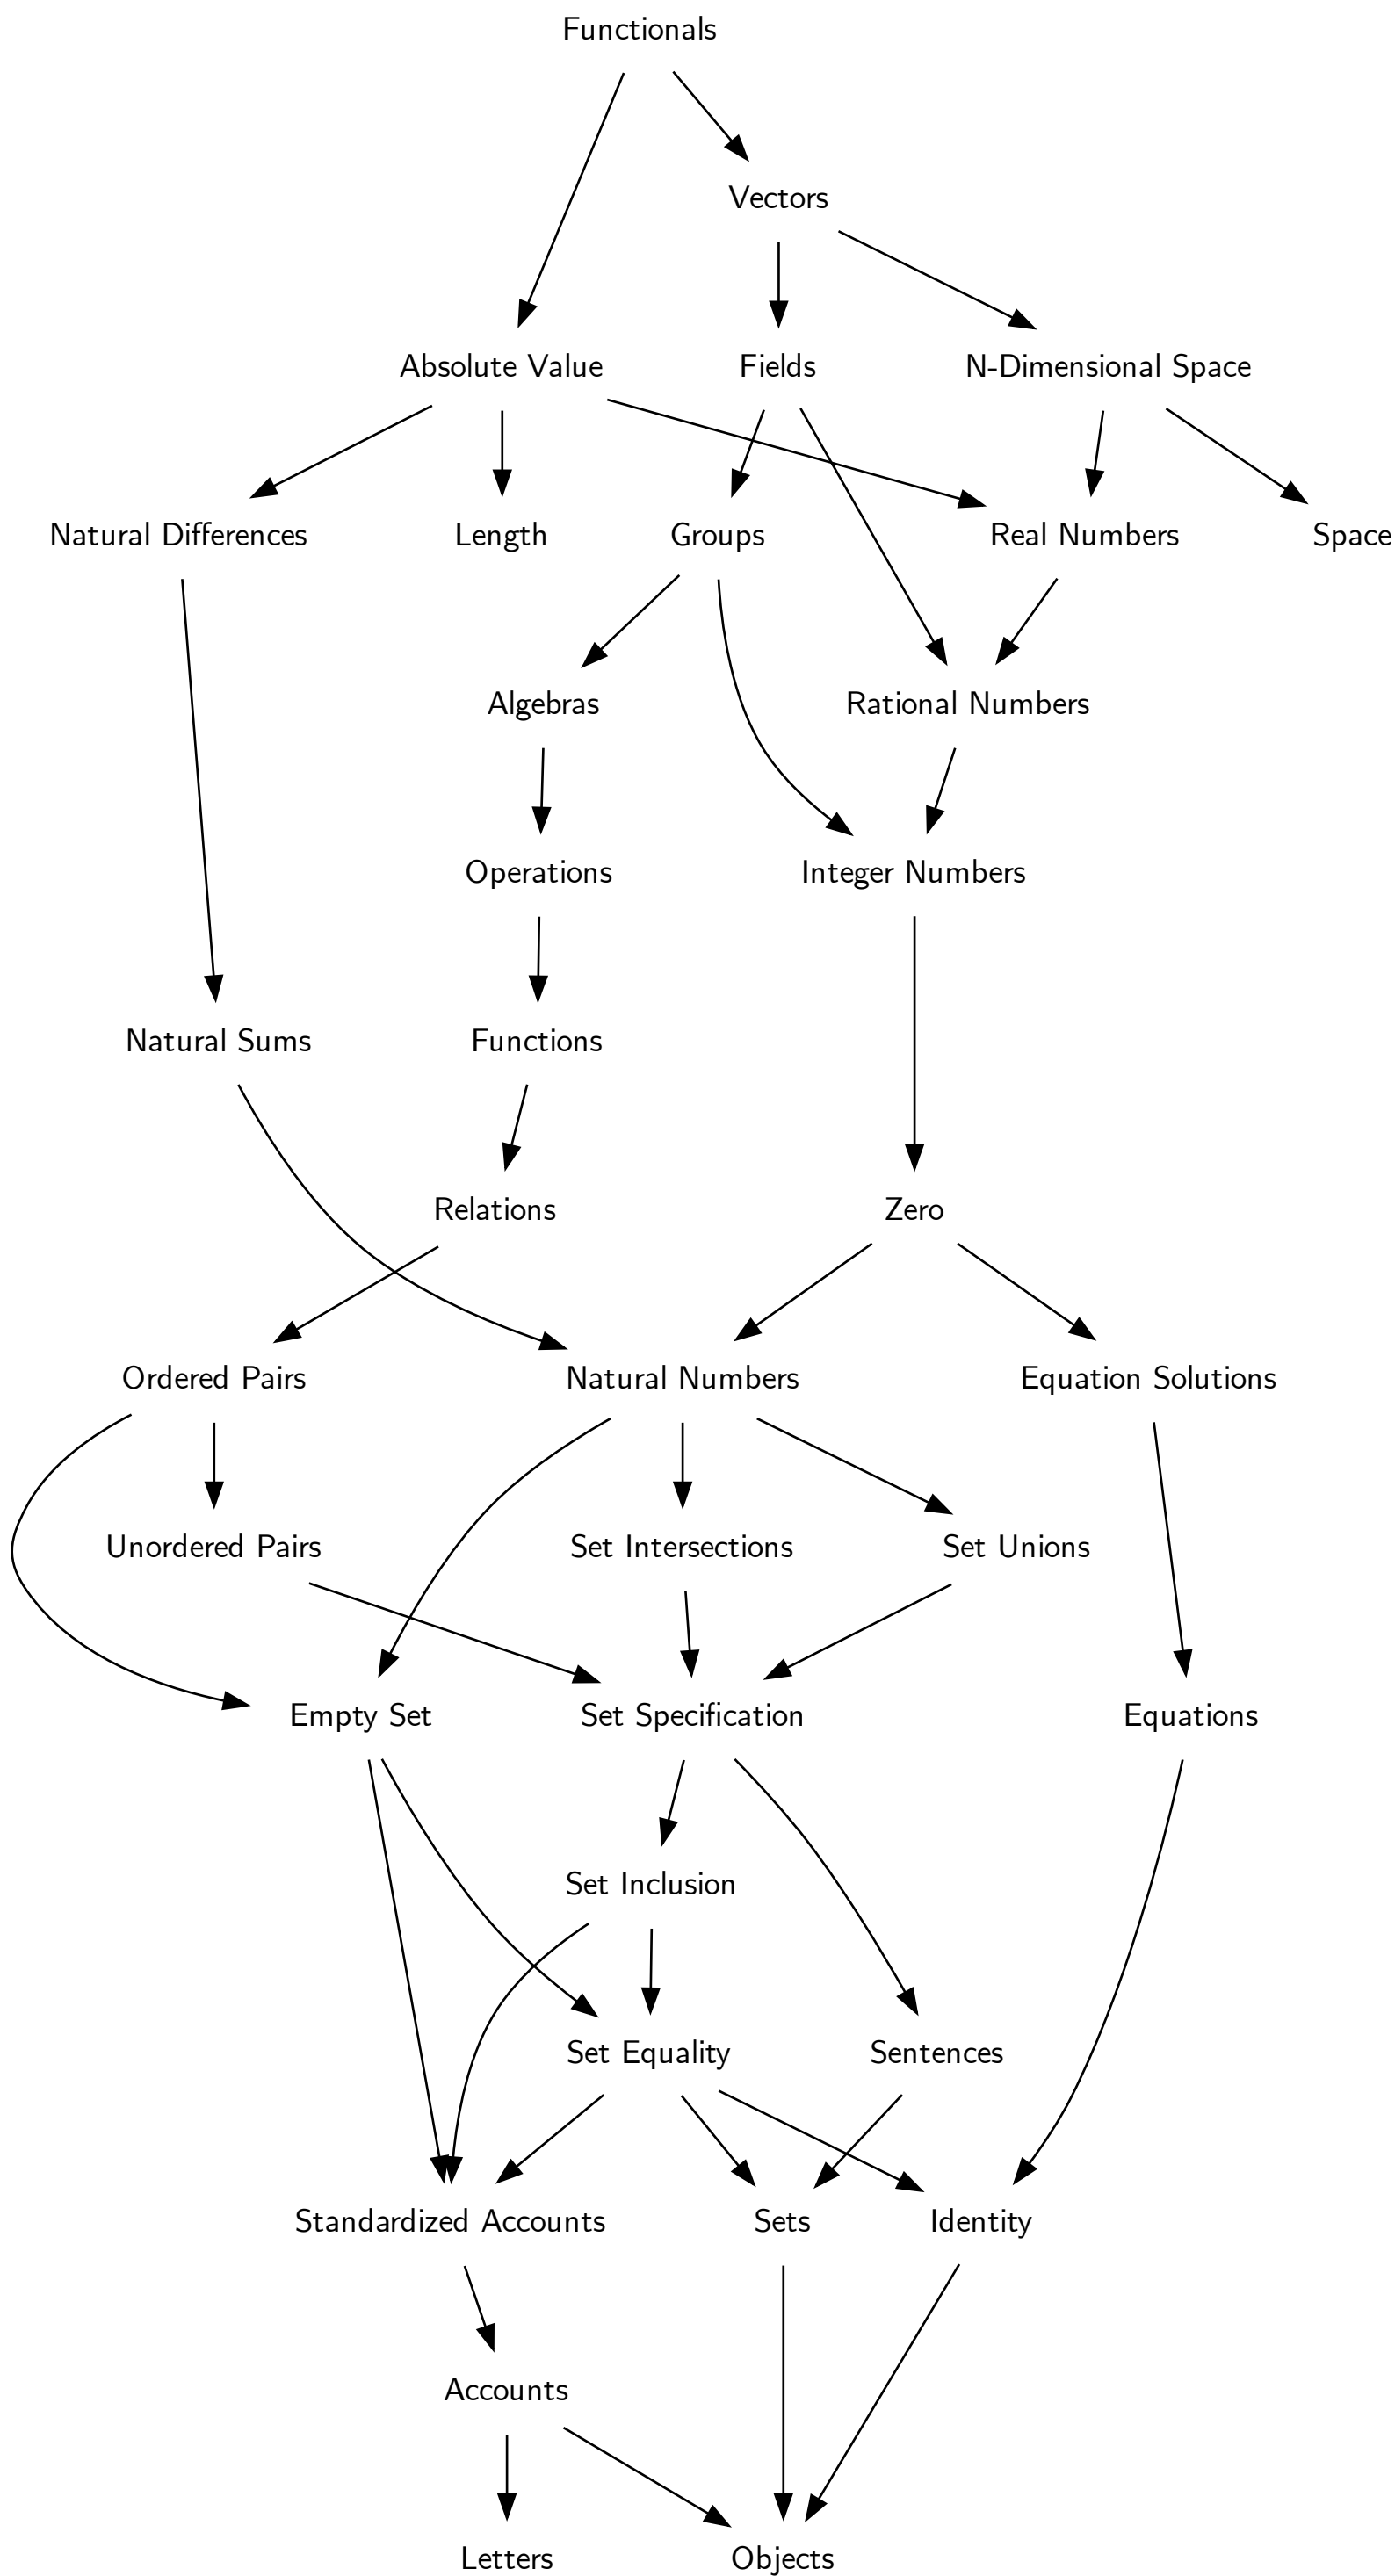 Functionals
Vectors
Absolute Value
Fields
N-Dimensional Space
Natural Differences
Length
Groups
Real Numbers
Space
Algebras
Rational Numbers
Operations
Integer Numbers
Natural Sums
Functions
Relations
Zero
Ordered Pairs
Natural Numbers
Equation Solutions
Unordered Pairs
Set Intersections
Set Unions
Empty Set
Set Specification
Equations
Set Inclusion
Set Equality
Sentences
Standardized Accounts
Sets
Identity
Accounts
Letters
Objects